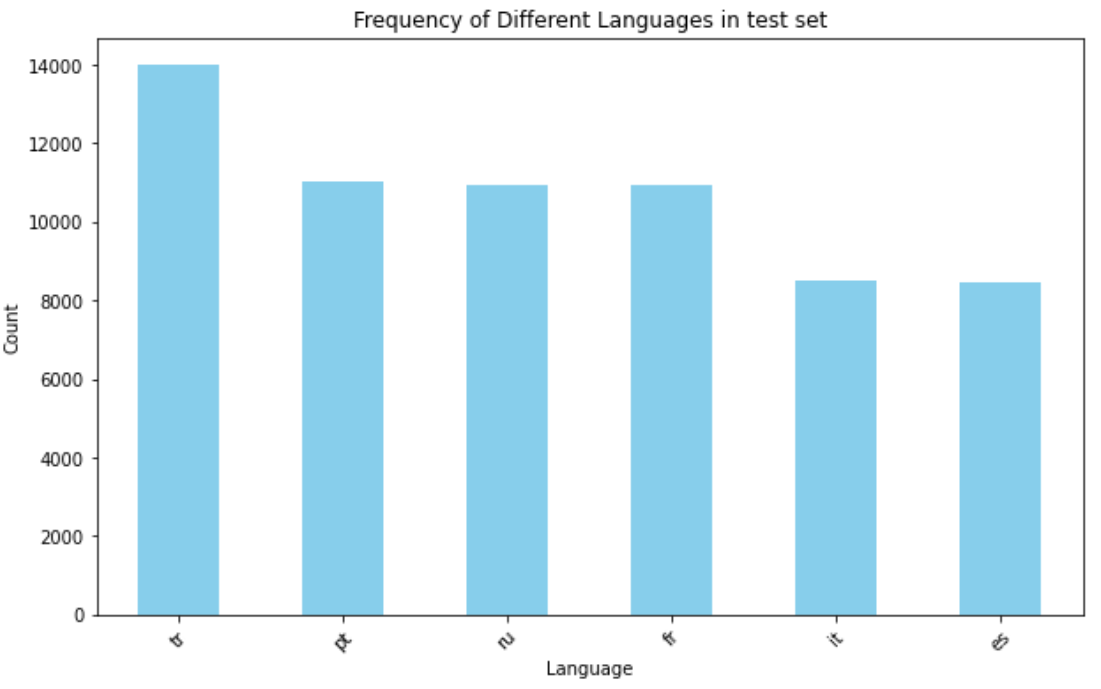 Frequency of Different Languages in test set
14000
12000
10000
8000
6000
4000
2000
0
Count
tr
pt
ru
fr
it
es
Language